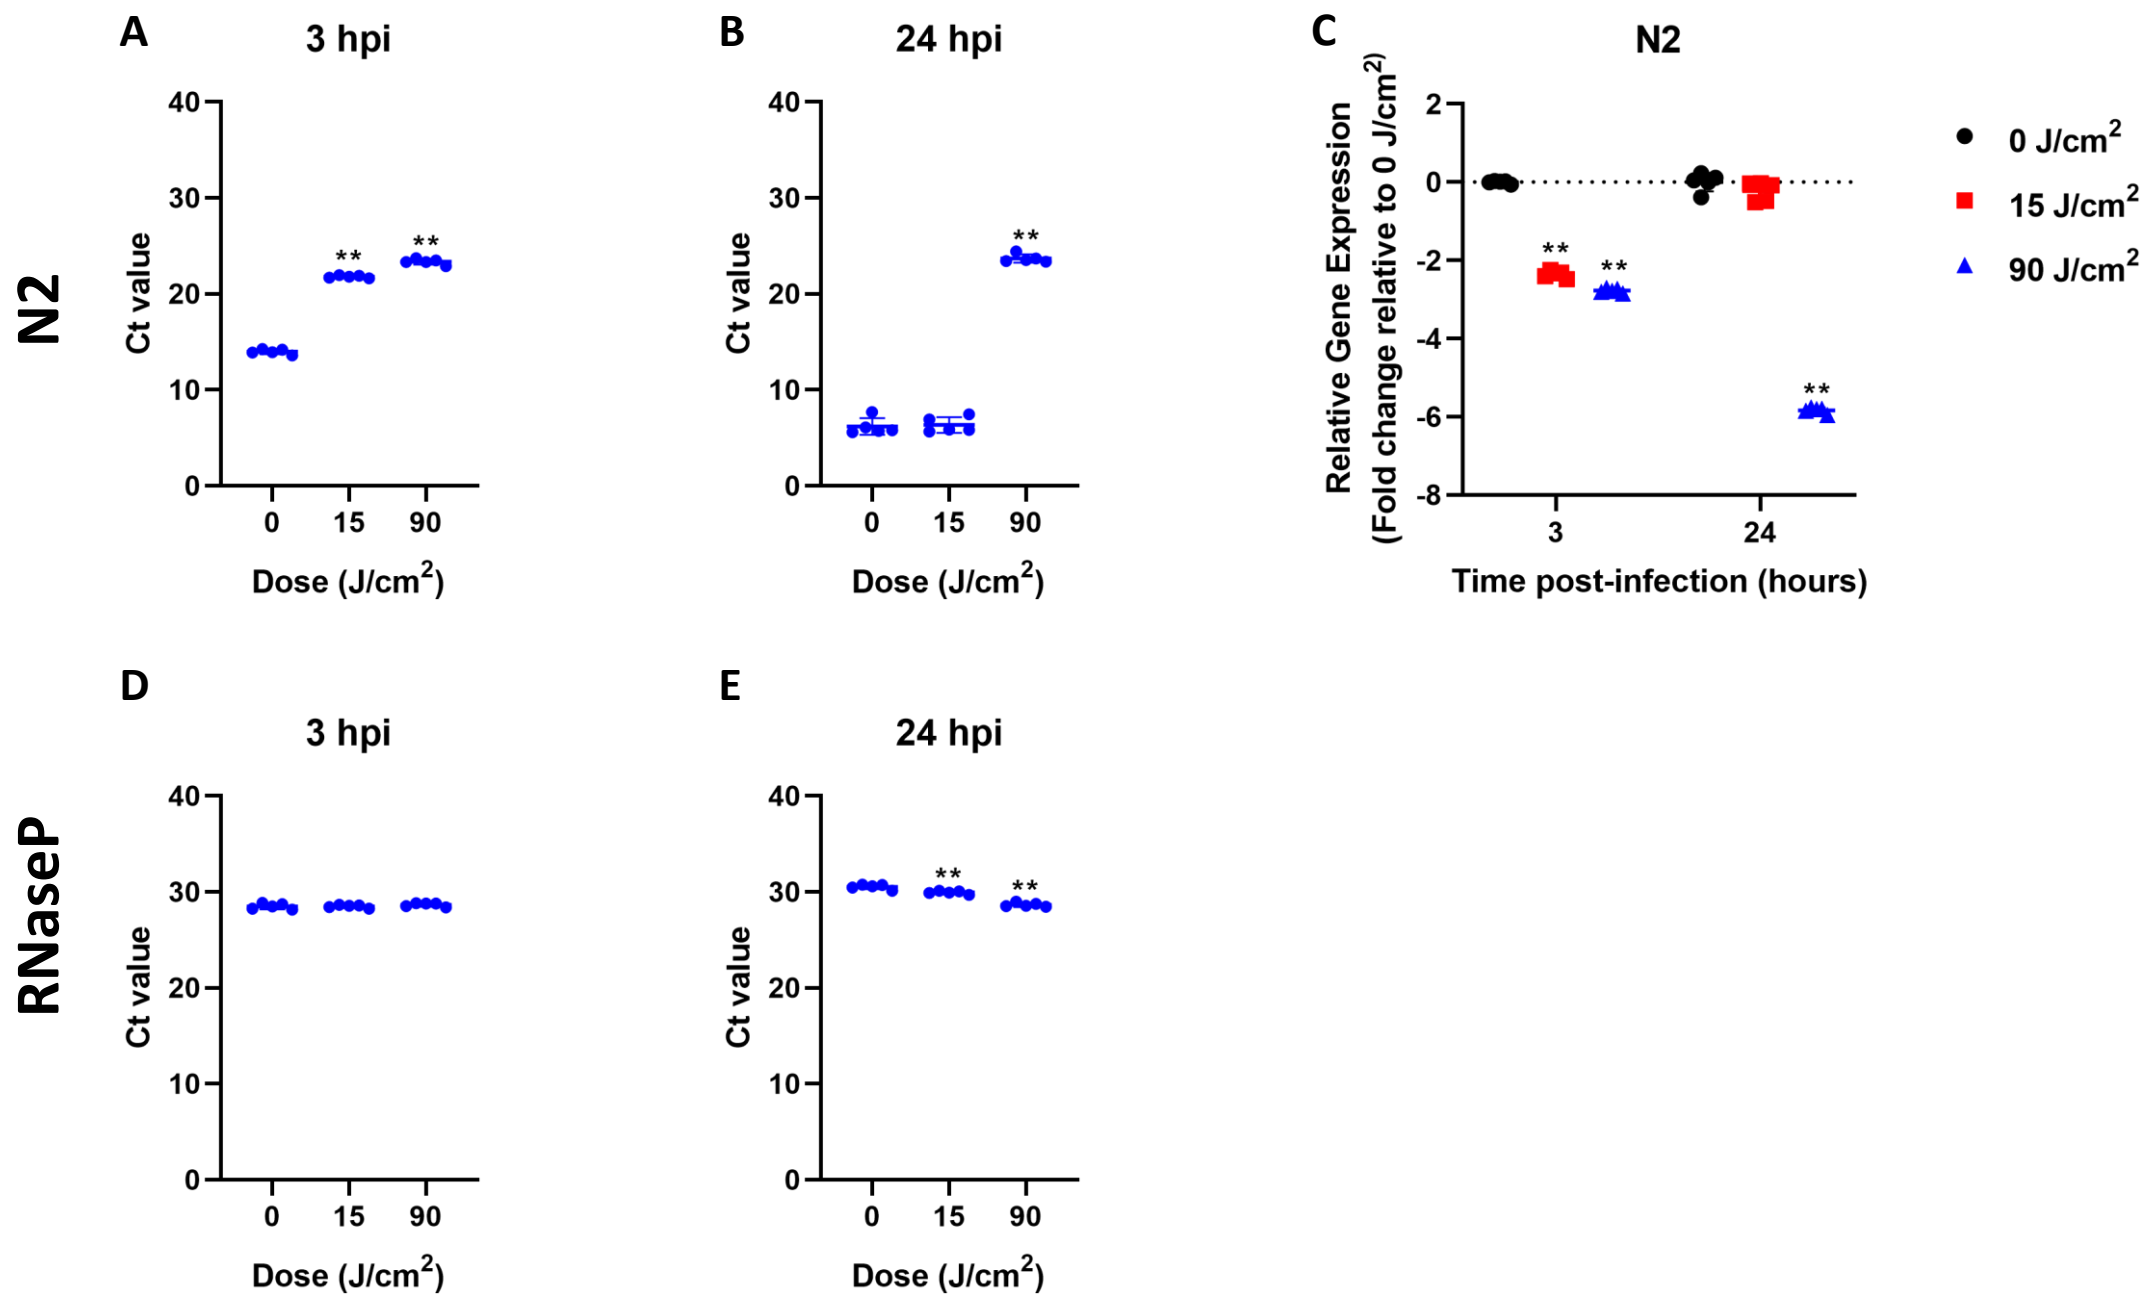 A
3 hpi
N2
Ct value
40
30
20
10
0
**
**
0
15
90
Dose (J/cm²)
B
24 hpi
Ct value
40
30
20
10
0
**
0
15
90
Dose (J/cm²)
C
N2
Relative Gene Expression
(Fold change relative to 0 J/cm²)
2
0
-2
-4
-6
-8
**
**
**
3
24
Time post-infection (hours)
0 J/cm²
15 J/cm²
90 J/cm²
D
3 hpi
RNaseP
Ct value
40
30
20
10
0
0
15
90
Dose (J/cm²)
E
24 hpi
Ct value
40
30
20
10
0
**
**
0
15
90
Dose (J/cm²)